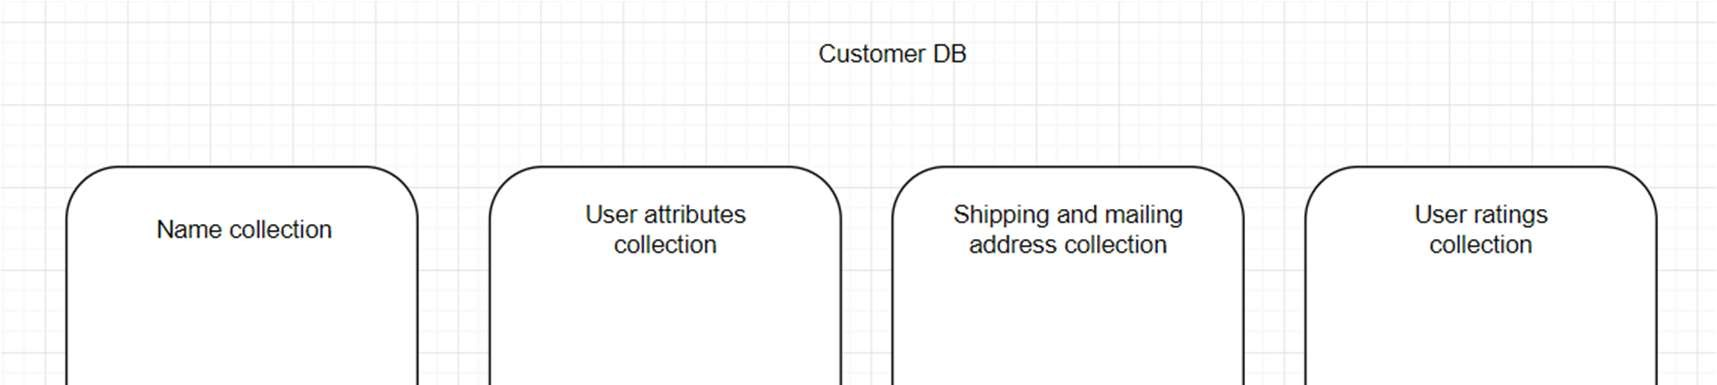 Customer DB
Name collection
User attributes
collection
Shipping and mailing
address collection
User ratings
collection